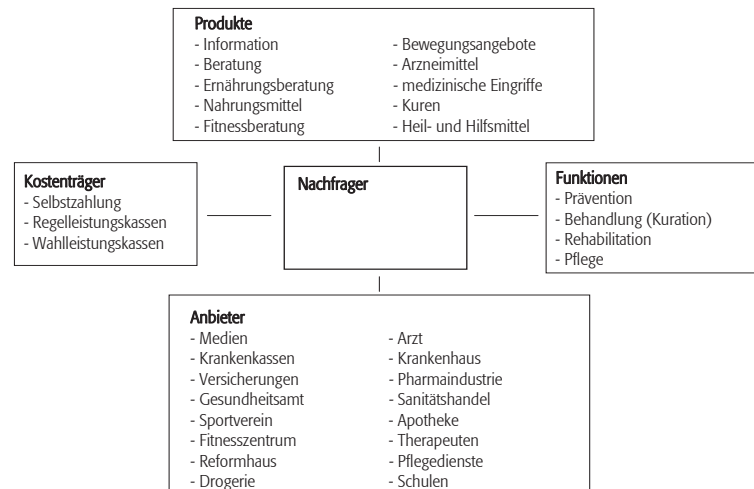 Produkte
- Information
- Beratung
- Ernährungsberatung
- Nahrungsmittel
- Fitnessberatung
- Bewegungsangebote
- Arzneimittel
- medizinische Eingriffe
- Kuren
- Heil- und Hilfsmittel
Kostenträger
- Selbstzahlung
- Regelleistungskassen
- Wahlleistungskassen
Nachfrager
Funktionen
- Prävention
- Behandlung (Kuration)
- Rehabilitation
- Pflege
Anbieter
- Medien
- Krankenkassen
- Versicherungen
- Gesundheitsamt
- Sportverein
- Fitnesszentrum
- Reformhaus
- Drogerie
- Arzt
- Krankenhaus
- Pharmaindustrie
- Sanitätshandel
- Apotheke
- Therapeuten
- Pflegedienste
- Schulen